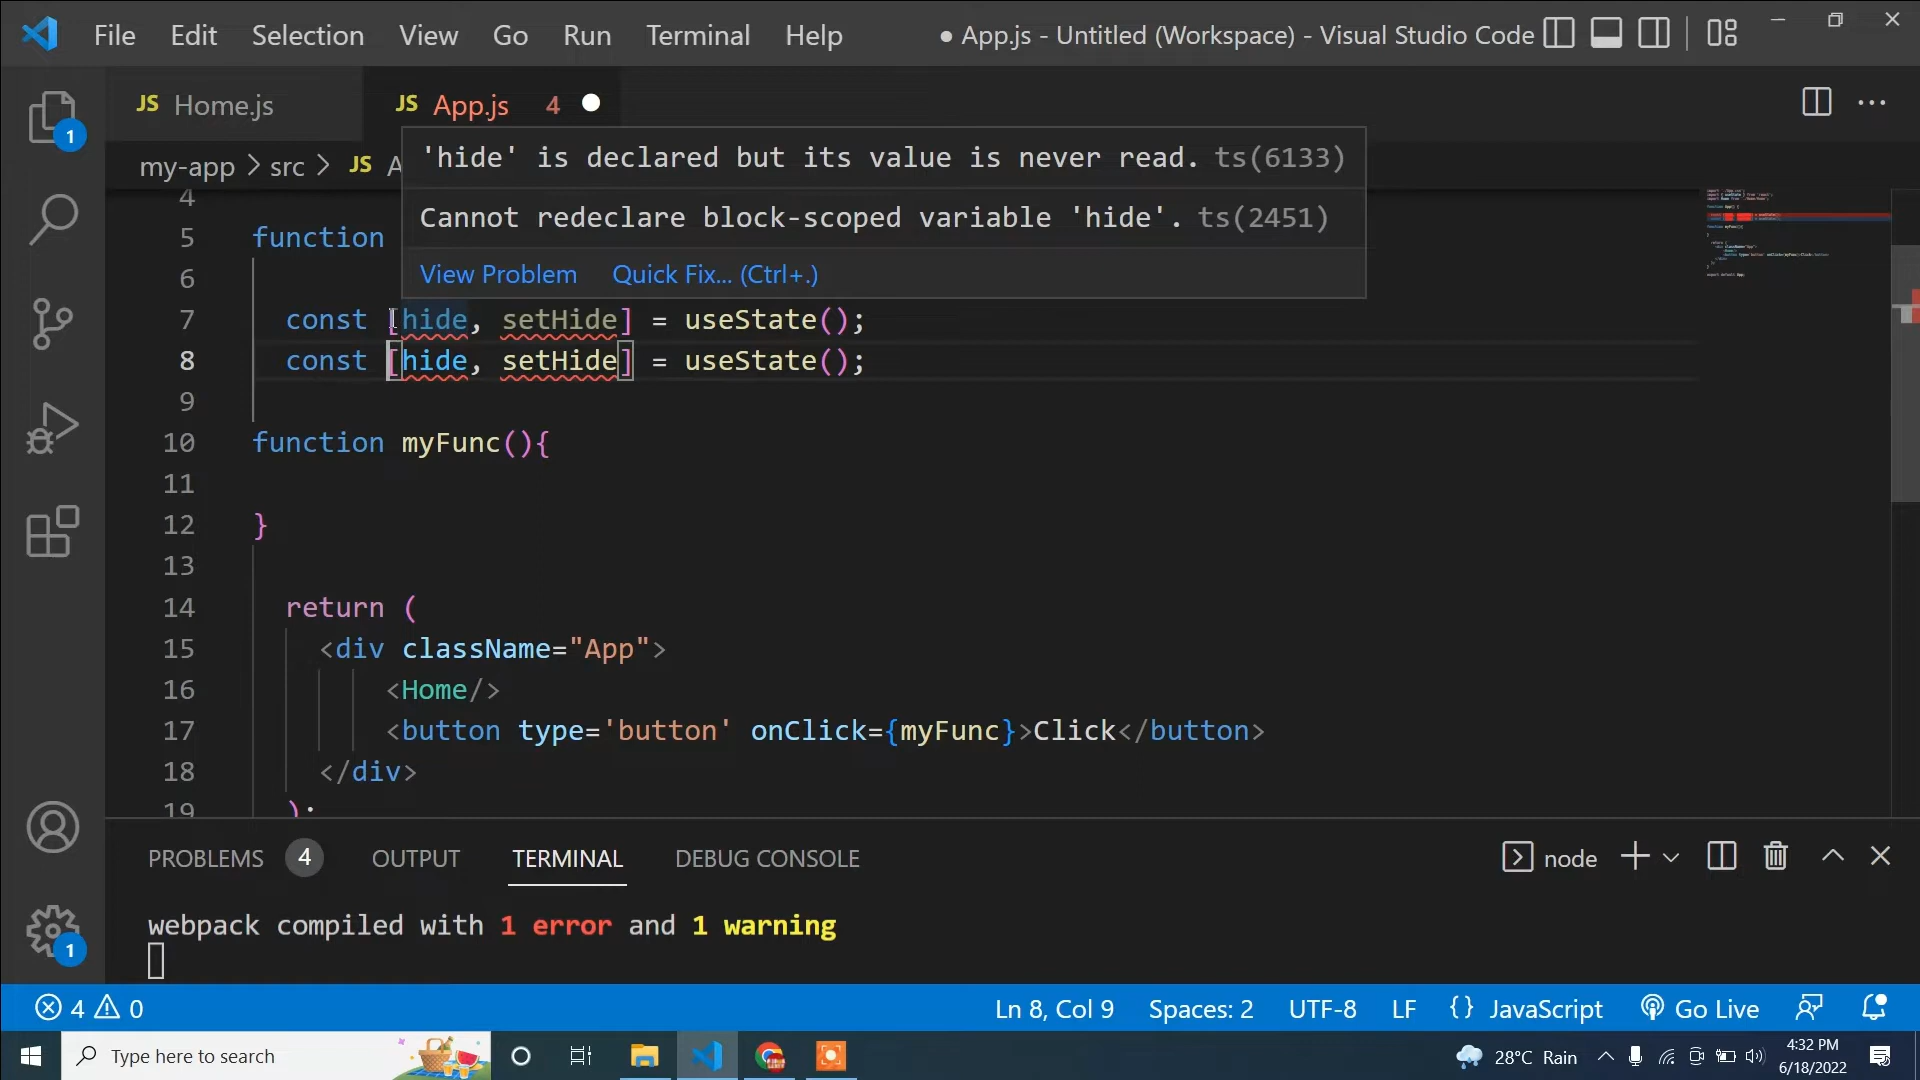 File Edit Selection View Go Run Terminal Help ● App.js - Untitled (Workspace) - Visual Studio Code
JS Home.js JS App.js 4
1
my-app > src > JS A
'hide' is declared but its value is never read. ts(6133)
Cannot redeclare block-scoped variable 'hide'. ts(2451)
View Problem Quick Fix... (Ctrl+.)
4
5 function
6
7 const [hide, setHide] = useState();
8 const [hide, setHide] = useState();
9
10 function myFunc(){
11
12 }
13
14 return (
15 <div className="App">
16 <Home/>
17 <button type='button' onClick={myFunc}>Click</button>
18 </div>
19 );
PROBLEMS 4 OUTPUT TERMINAL DEBUG CONSOLE node
webpack compiled with 1 error and 1 warning
1
4 0 Ln 8, Col 9 Spaces: 2 UTF-8 LF {} JavaScript Go Live
Type here to search 28°C Rain 4:32 PM
6/18/2022